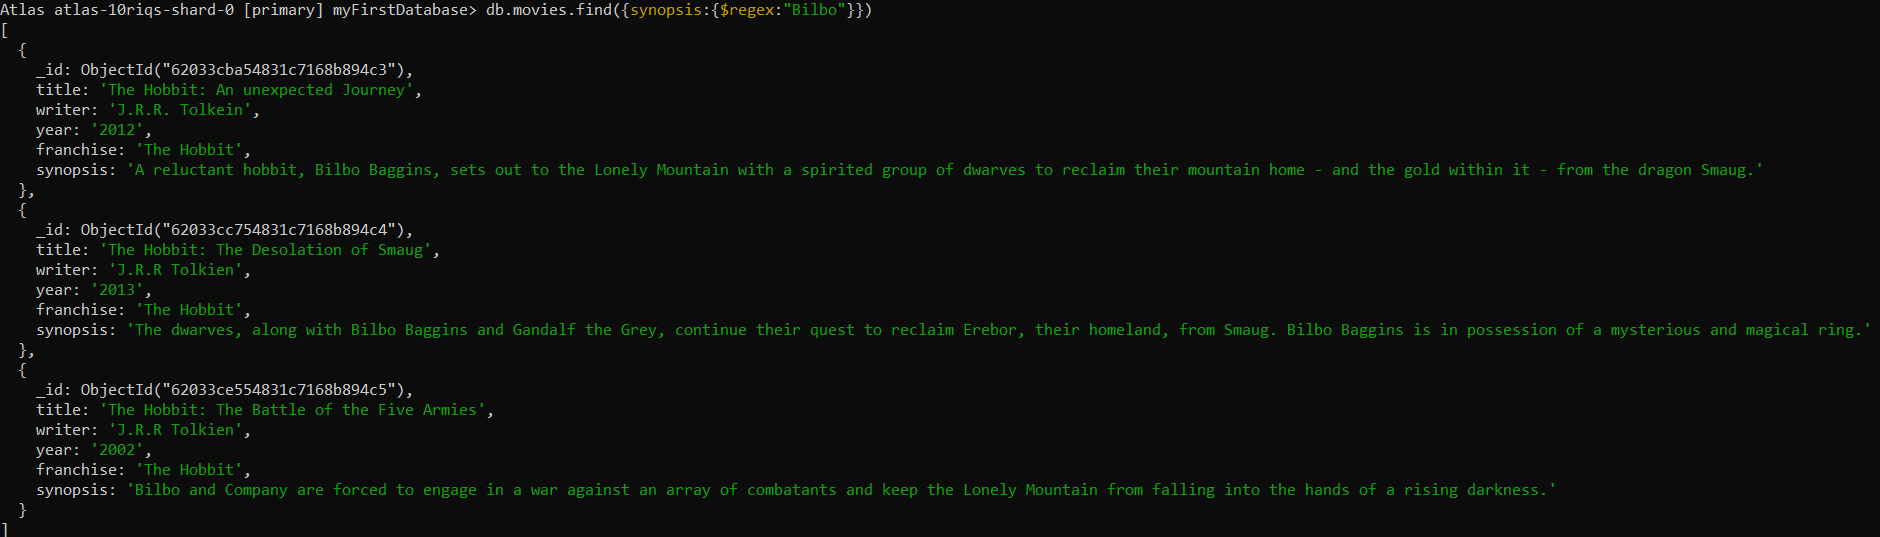 Atlas atlas-10riqs-shard-0 [primary] myFirstDatabase> db.movies.find({synopsis:{$regex:"Bilbo"}})
[
  {
    _id: ObjectId("62033cba54831c7168b894c3"),
    title: 'The Hobbit: An unexpected Journey',
    writer: 'J.R.R. Tolkein',
    year: '2012',
    franchise: 'The Hobbit',
    synopsis: 'A reluctant hobbit, Bilbo Baggins, sets out to the Lonely Mountain with a spirited group of dwarves to reclaim their mountain home - and the gold within it - from the dragon Smaug.'
  },
  {
    _id: ObjectId("62033cc754831c7168b894c4"),
    title: 'The Hobbit: The Desolation of Smaug',
    writer: 'J.R.R Tolkien',
    year: '2013',
    franchise: 'The Hobbit',
    synopsis: 'The dwarves, along with Bilbo Baggins and Gandalf the Grey, continue their quest to reclaim Erebor, their homeland, from Smaug. Bilbo Baggins is in possession of a mysterious and magical ring.'
  },
  {
    _id: ObjectId("62033ce554831c7168b894c5"),
    title: 'The Hobbit: The Battle of the Five Armies',
    writer: 'J.R.R Tolkien',
    year: '2002',
    franchise: 'The Hobbit',
    synopsis: 'Bilbo and Company are forced to engage in a war against an array of combatants and keep the Lonely Mountain from falling into the hands of a rising darkness.'
  }
]